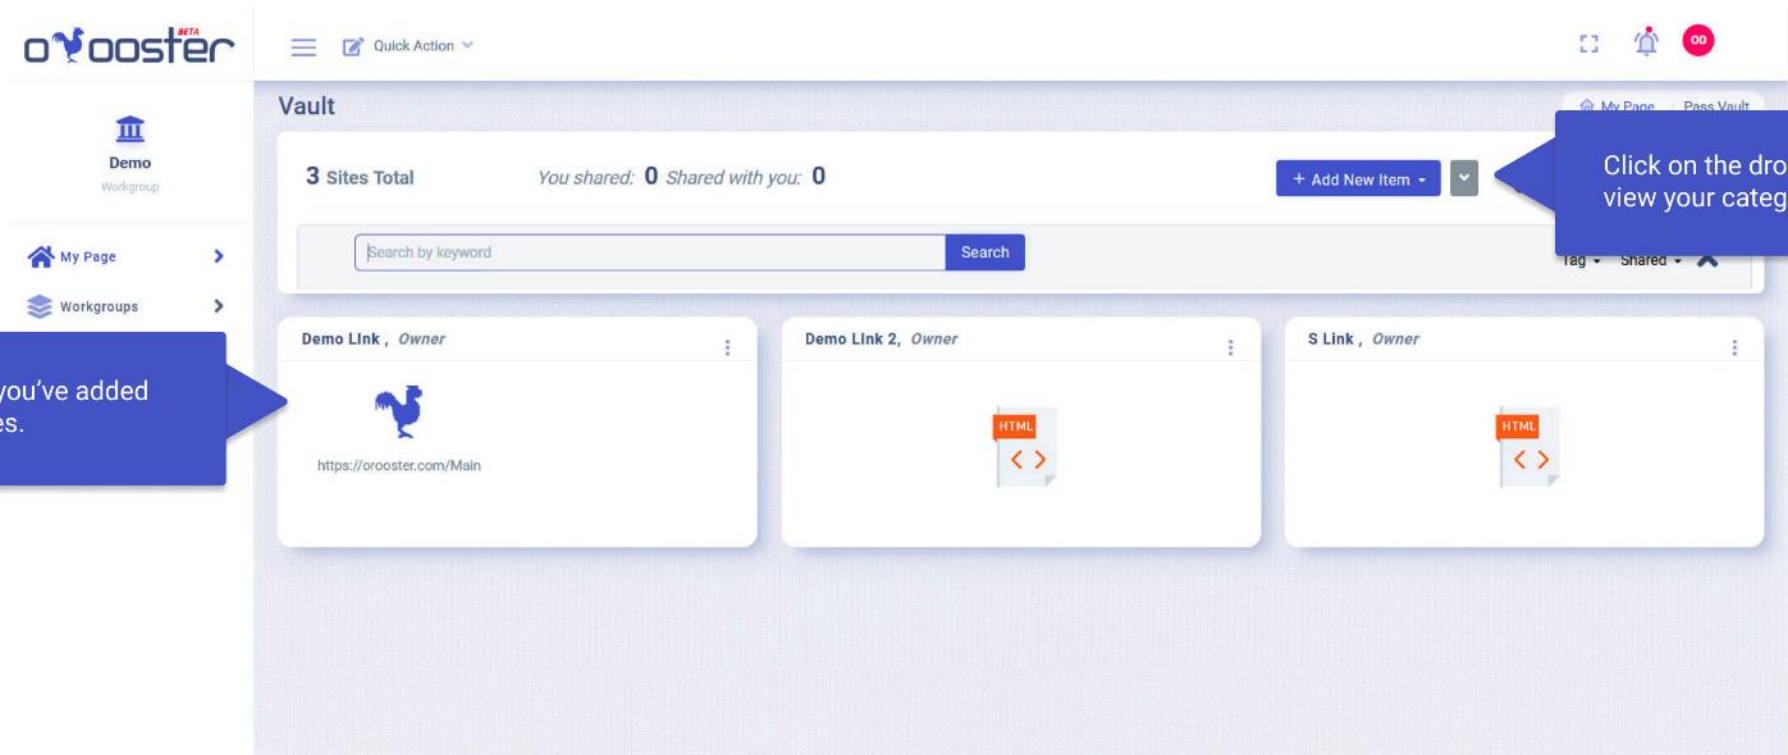 orooster BETA
Quick Action
OD
Demo
Workgroup
My Page
Workgroups
Vault
My Page / Pass Vault
3 Sites Total You shared: 0 Shared with you: 0
+ Add New Item
Click on the dro
view your categ
Search by keyword
Search
Tag Shared
you've added
es.
Demo LInk , Owner
https://orooster.com/Main
Demo LInk 2, Owner
HTML
< >
S Link , Owner
HTML
< >